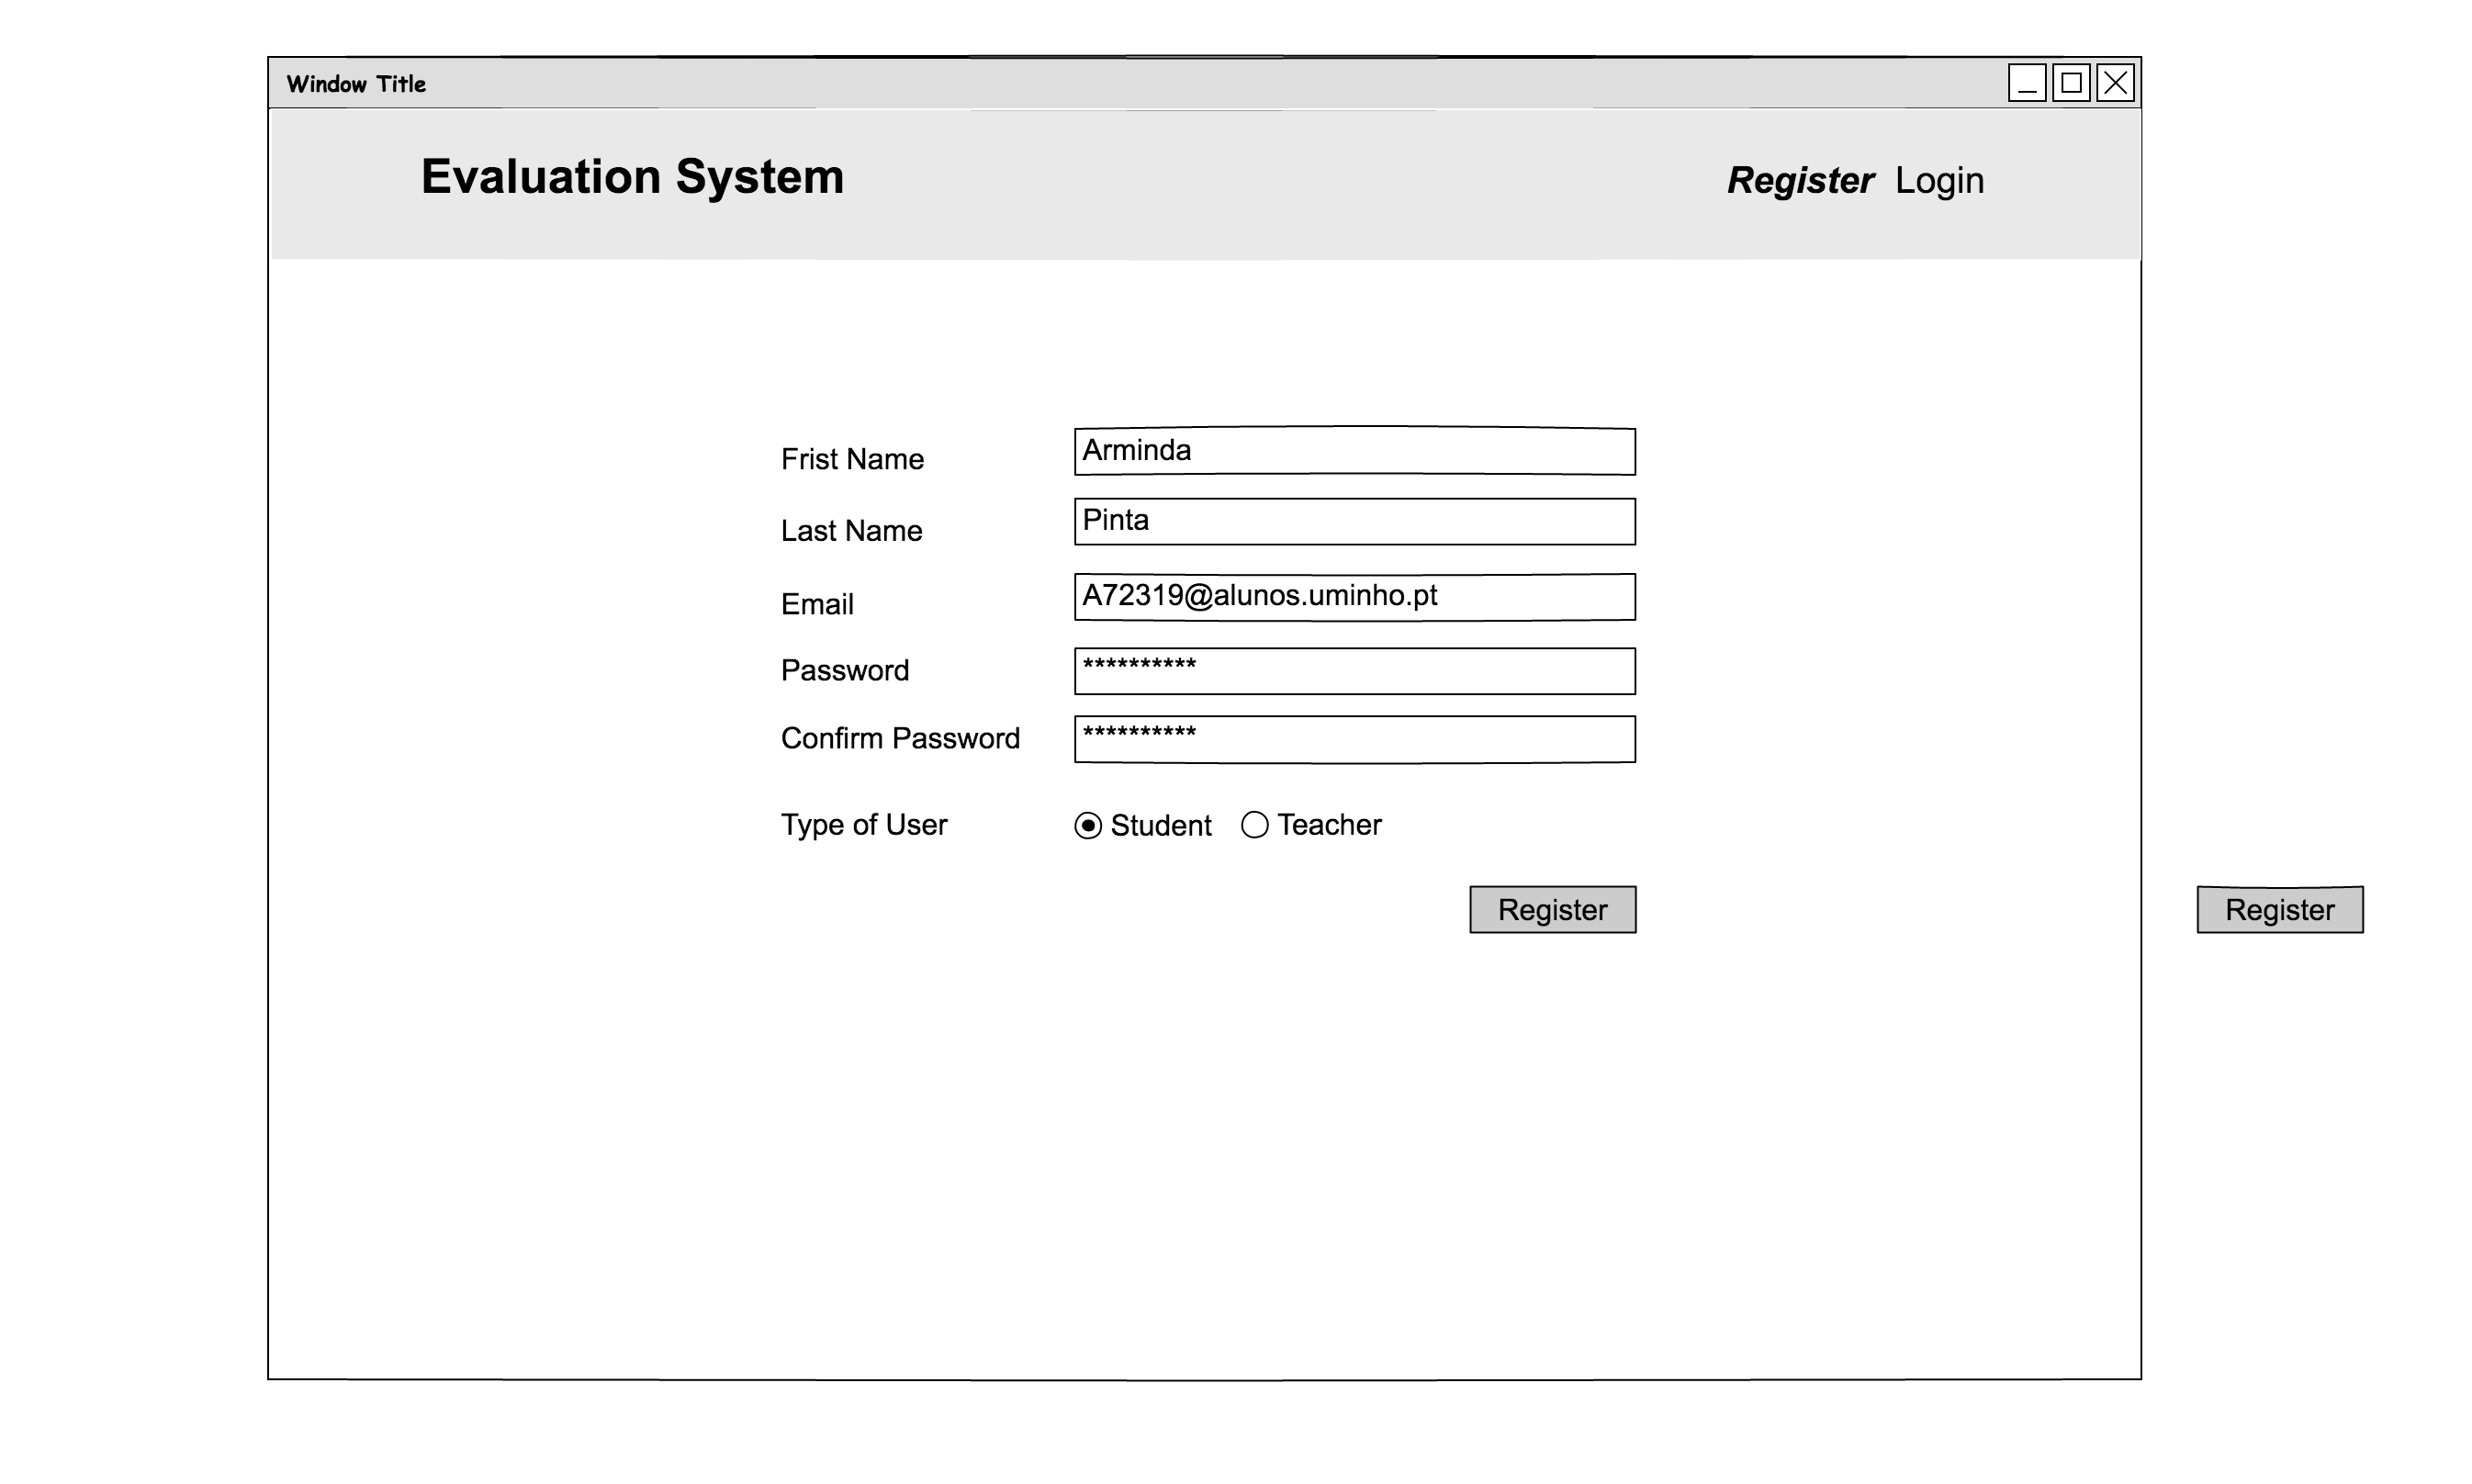 Window Title
Evaluation System
Register Login
Frist Name Arminda
Last Name Pinta
Email A72319@alunos.uminho.pt
Password **********
Confirm Password **********
Type of User Student Teacher
Register Register